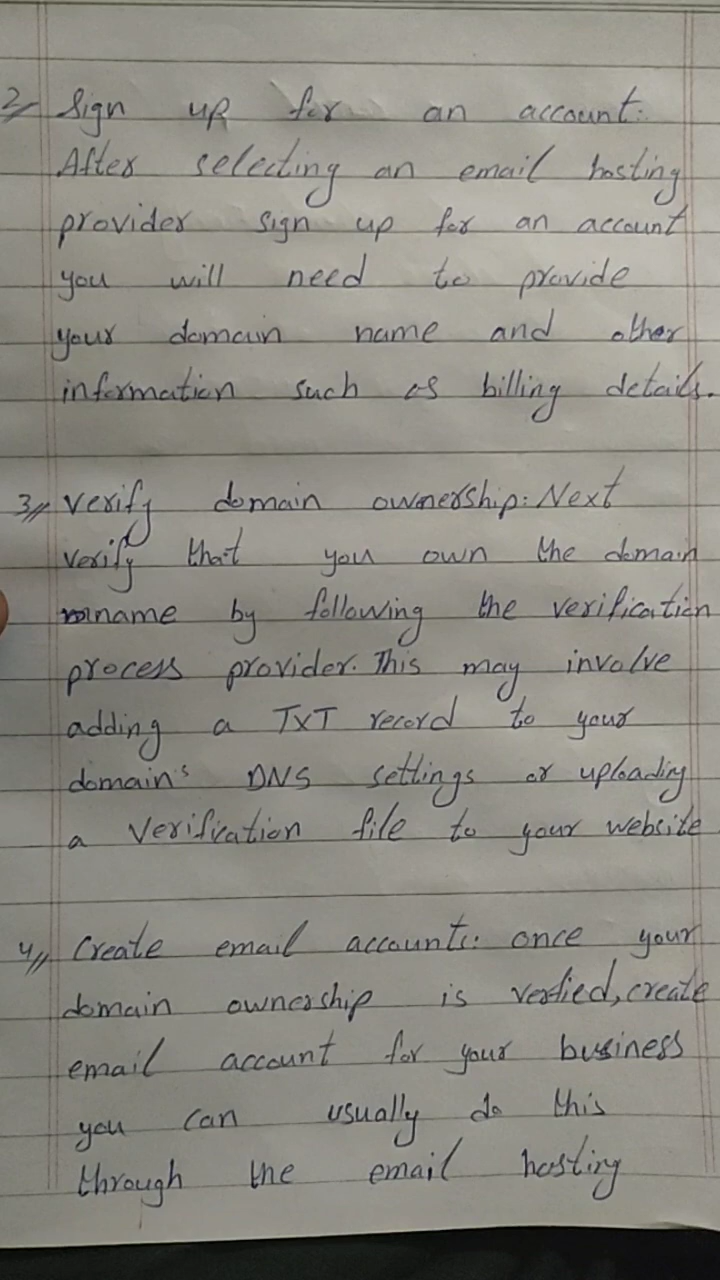 2 Sign up for an account:
After selecting an email hosting
provider sign up for an account
you will need to provide
your domain name and other
information such as billing details.
3 Verify domain ownership: Next
verify that you own the domain
name by following the verification
process provider. This may involve
adding a TXT record to your
domain's DNS settings or uploading
a Verification file to your website
4 Create email accounts: once your
domain ownership is verfied, create
email account for your business
you can usually do this
through the email hosting